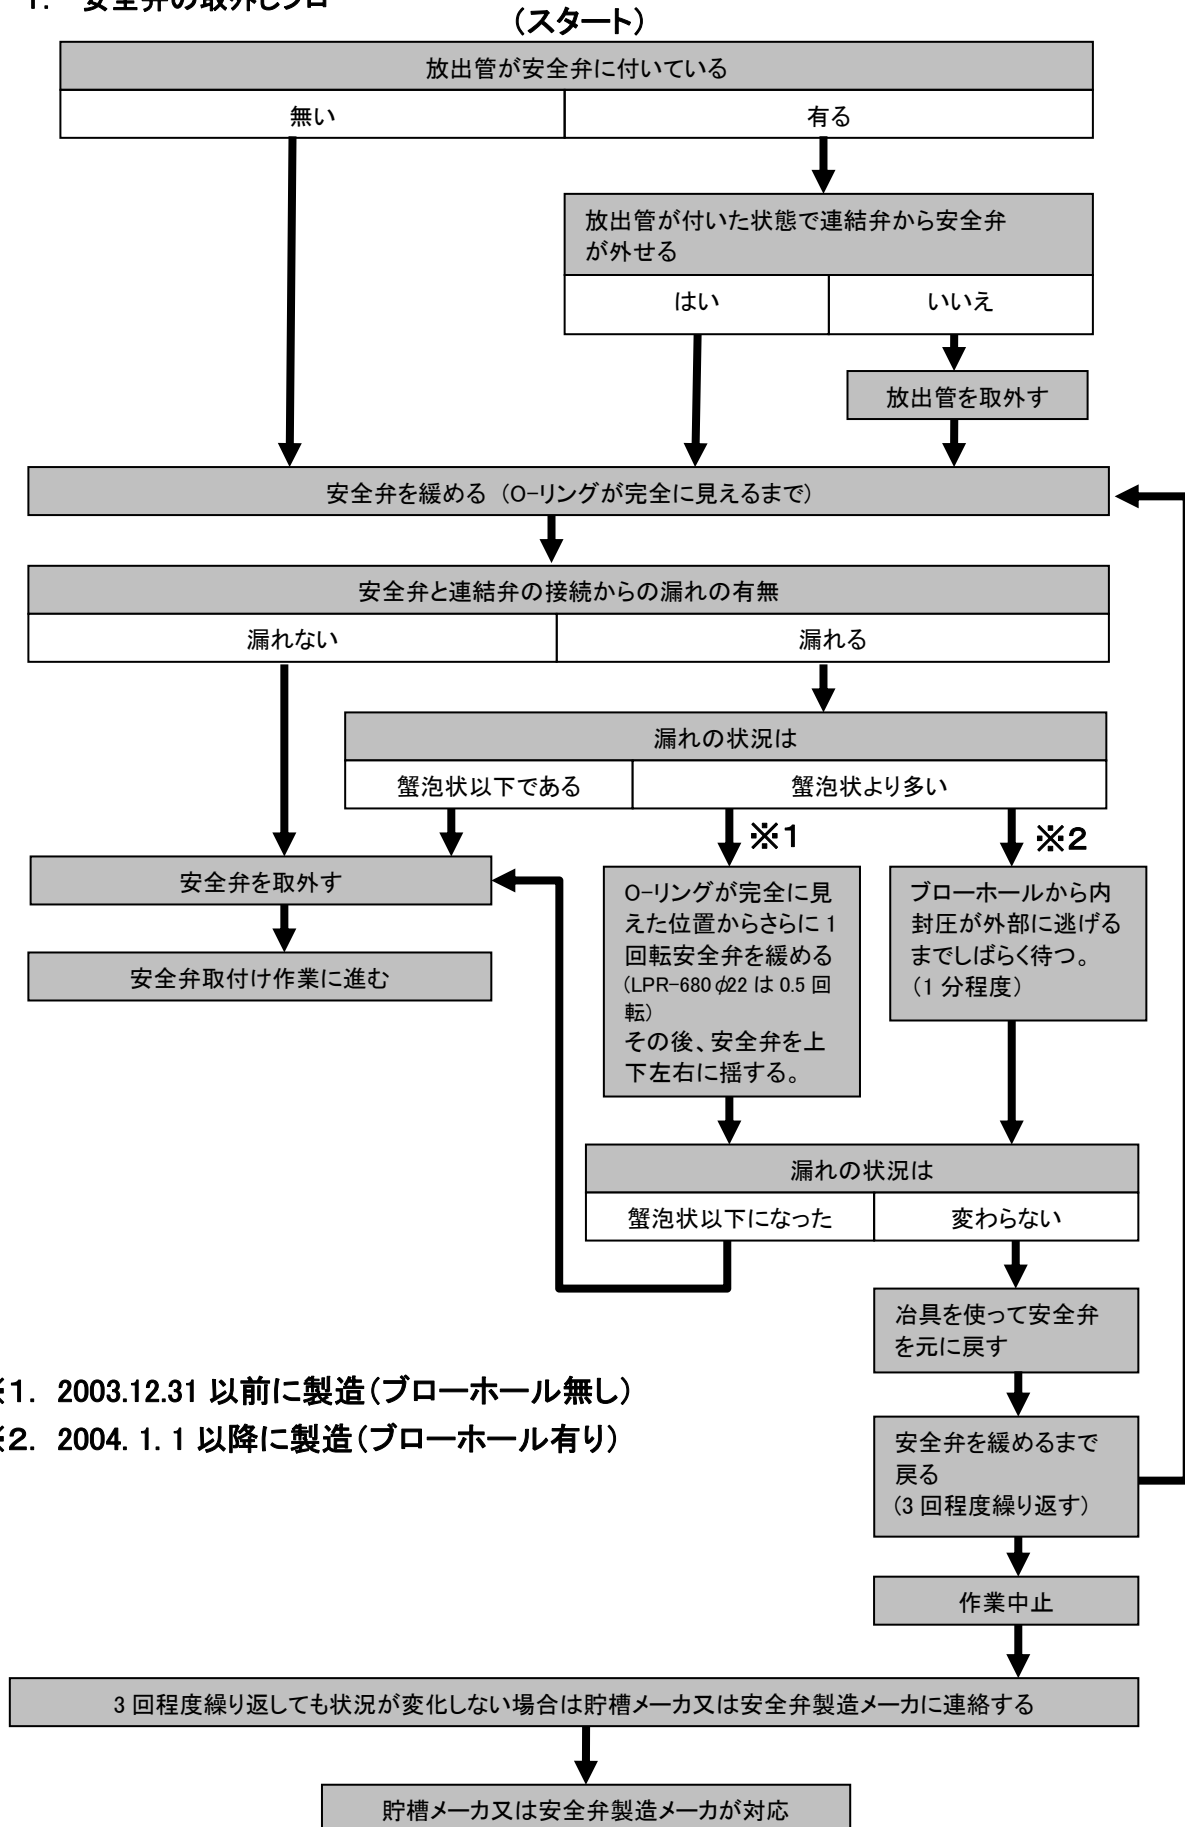 1. 安全弁の取外しフロー
(スタート)
放出管が安全弁に付いている
無い
有る
放出管が付いた状態で連結弁から安全弁
が外せる
はい
いいえ
放出管を取外す
安全弁を緩める (O-リングが完全に見えるまで)
安全弁と連結弁の接続からの漏れの有無
漏れない
漏れる
漏れの状況は
蟹泡状以下である
蟹泡状より多い
※1
※2
安全弁を取外す
安全弁取付け作業に進む
O-リングが完全に見
えた位置からさらに 1
回転安全弁を緩める
(LPR-680 φ22 は 0.5 回
転)
その後、安全弁を上
下左右に揺する。
ブローホールから内
封圧が外部に逃げる
までしばらく待つ。
(1 分程度)
漏れの状況は
蟹泡状以下になった
変わらない
冶具を使って安全弁
を元に戻す
※1. 2003.12.31 以前に製造(ブローホール無し)
※2. 2004. 1. 1 以降に製造(ブローホール有り)
安全弁を緩めるまで
戻る
(3 回程度繰り返す)
作業中止
3 回程度繰り返しても状況が変化しない場合は貯槽メーカ又は安全弁製造メーカに連絡する
貯槽メーカ又は安全弁製造メーカが対応